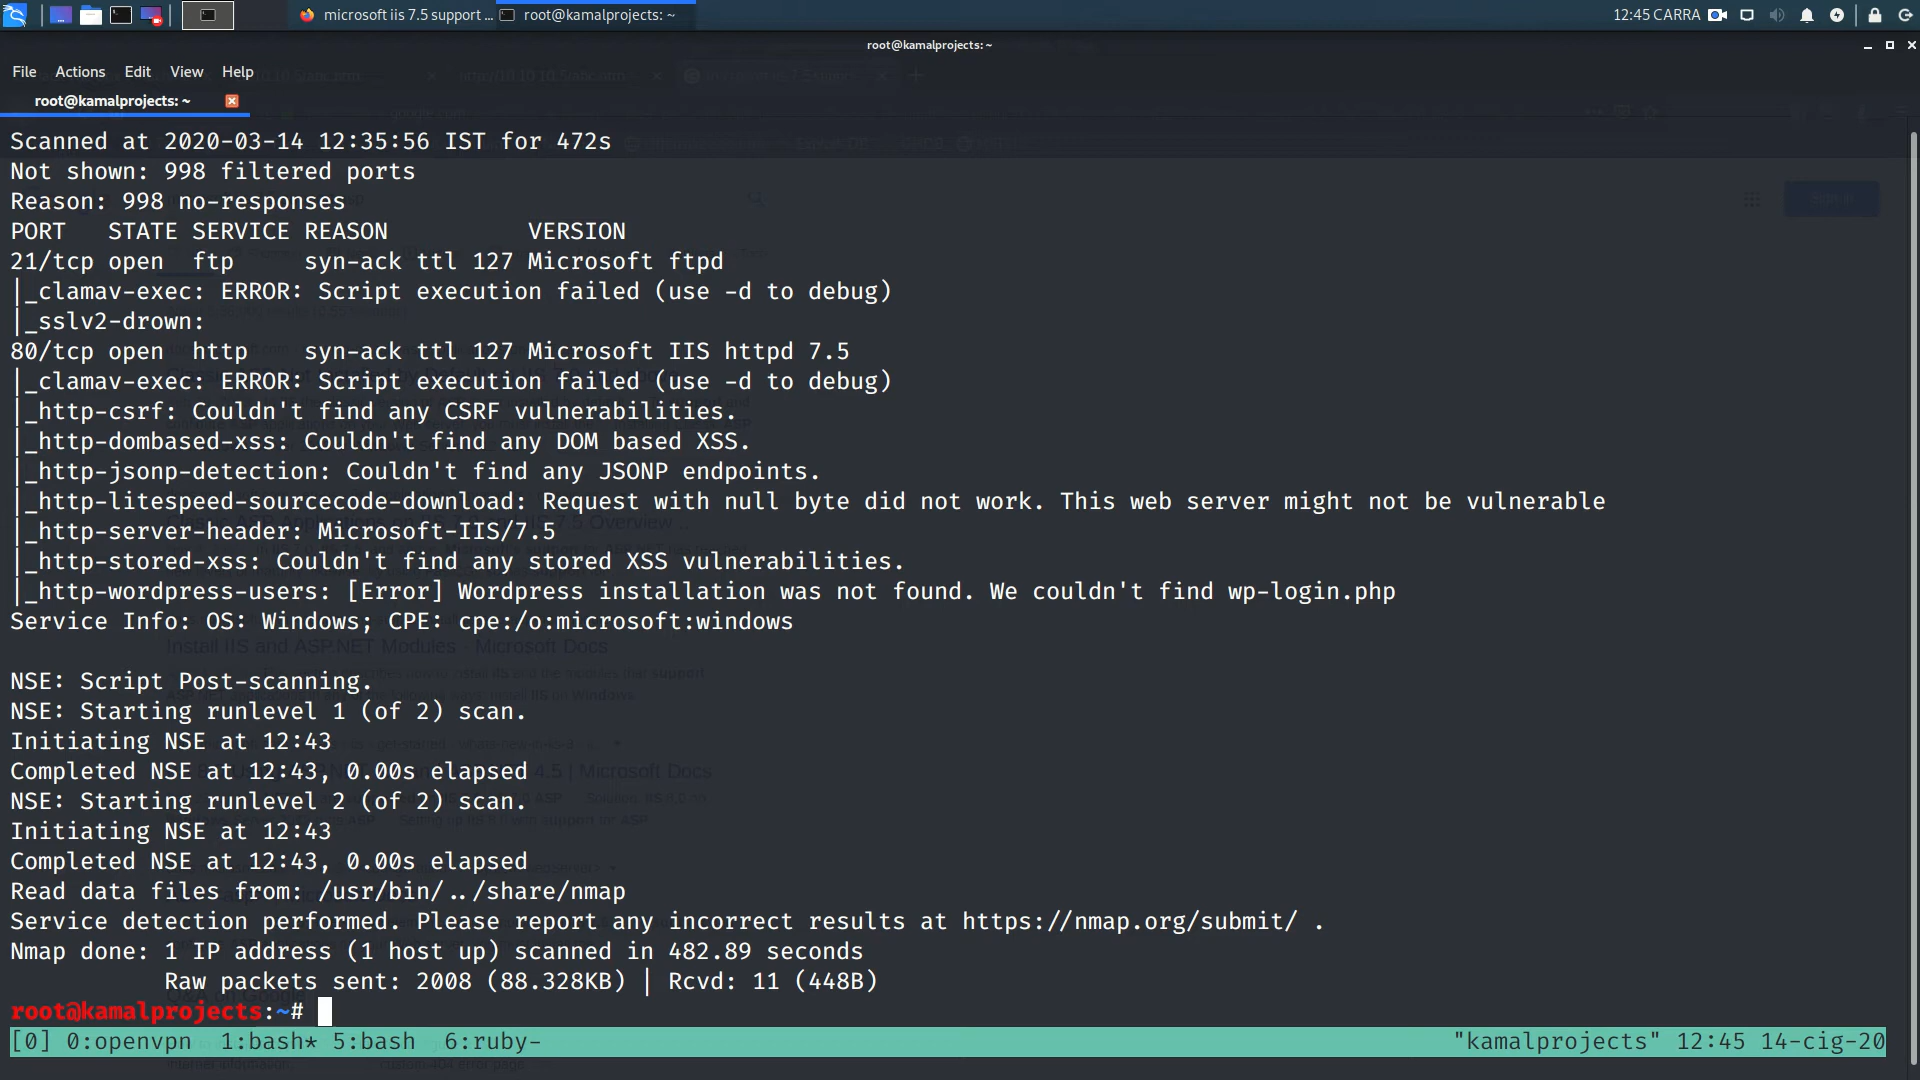 microsoft iis 7.5 support ...
root@kamalprojects: ~
12:45 CARRA
root@kamalprojects: ~
File Actions Edit View Help
root@kamalprojects: ~
Scanned at 2020-03-14 12:35:56 IST for 472s
Not shown: 998 filtered ports
Reason: 998 no-responses
PORT STATE SERVICE REASON VERSION
21/tcp open ftp syn-ack ttl 127 Microsoft ftpd
|_clamav-exec: ERROR: Script execution failed (use -d to debug)
|_sslv2-drown:
80/tcp open http syn-ack ttl 127 Microsoft IIS httpd 7.5
|_clamav-exec: ERROR: Script execution failed (use -d to debug)
|_http-csrf: Couldn't find any CSRF vulnerabilities.
|_http-dombased-xss: Couldn't find any DOM based XSS.
|_http-jsonp-detection: Couldn't find any JSONP endpoints.
|_http-litespeed-sourcecode-download: Request with null byte did not work. This web server might not be vulnerable
|_http-server-header: Microsoft-IIS/7.5
|_http-stored-xss: Couldn't find any stored XSS vulnerabilities.
|_http-wordpress-users: [Error] Wordpress installation was not found. We couldn't find wp-login.php
Service Info: OS: Windows; CPE: cpe:/o:microsoft:windows
Install IIS and ASP.NET Modules - Microsoft Docs
NSE: Script Post-scanning.
NSE: Starting runlevel 1 (of 2) scan.
Initiating NSE at 12:43
Completed NSE at 12:43, 0.00s elapsed
NSE: Starting runlevel 2 (of 2) scan.
Initiating NSE at 12:43
Completed NSE at 12:43, 0.00s elapsed
Read data files from: /usr/bin/../share/nmap
Service detection performed. Please report any incorrect results at https://nmap.org/submit/ .
Nmap done: 1 IP address (1 host up) scanned in 482.89 seconds
Raw packets sent: 2008 (88.328KB) | Rcvd: 11 (448B)
root@kamalprojects:~#
[0] 0:openvpn 1:bash* 5:bash 6:ruby- "kamalprojects" 12:45 14-cig-20